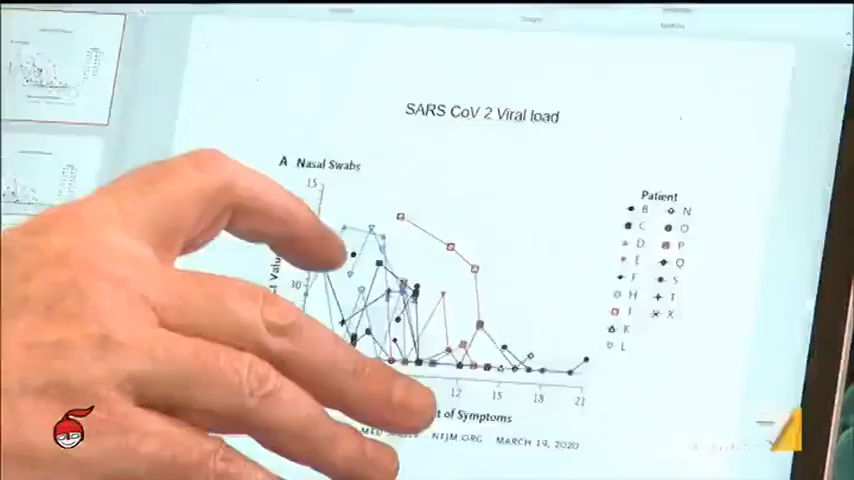 SARS CoV 2 Viral load
A Nasal Swabs
15
30
12
15
18
21
t of Symptoms
NEJM.ORG MARCH 19, 2020
Patient
B N
C O
D P
E Q
F S
H T
I X
K
L